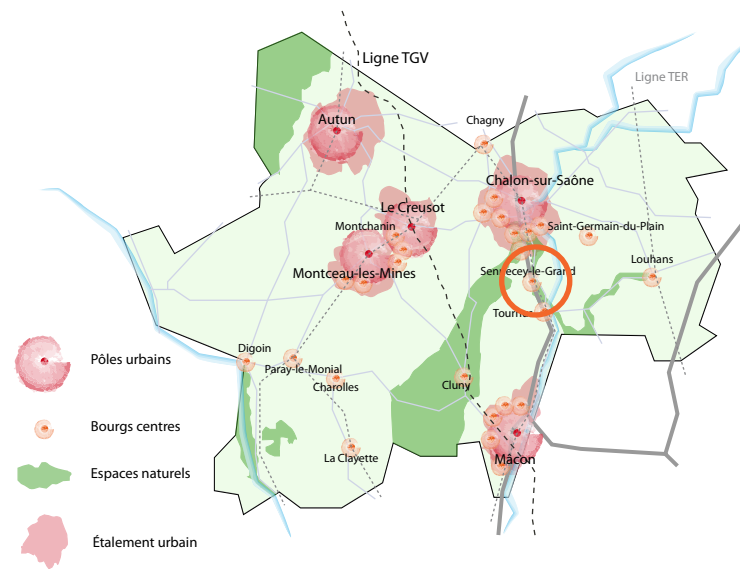 Ligne TGV
Ligne TER
Autun
Chagny
Chalon-sur-Saône
Le Creusot
Montchanin
Saint-Germain-du-Plain
Louhans
Montceau-les-Mines
Sennecey-le-Grand
Tournus
Digoin
Paray-le-Monial
Charolles
Cluny
La Clayette
Mâcon
Pôles urbains
Bourgs centres
Espaces naturels
Étalement urbain